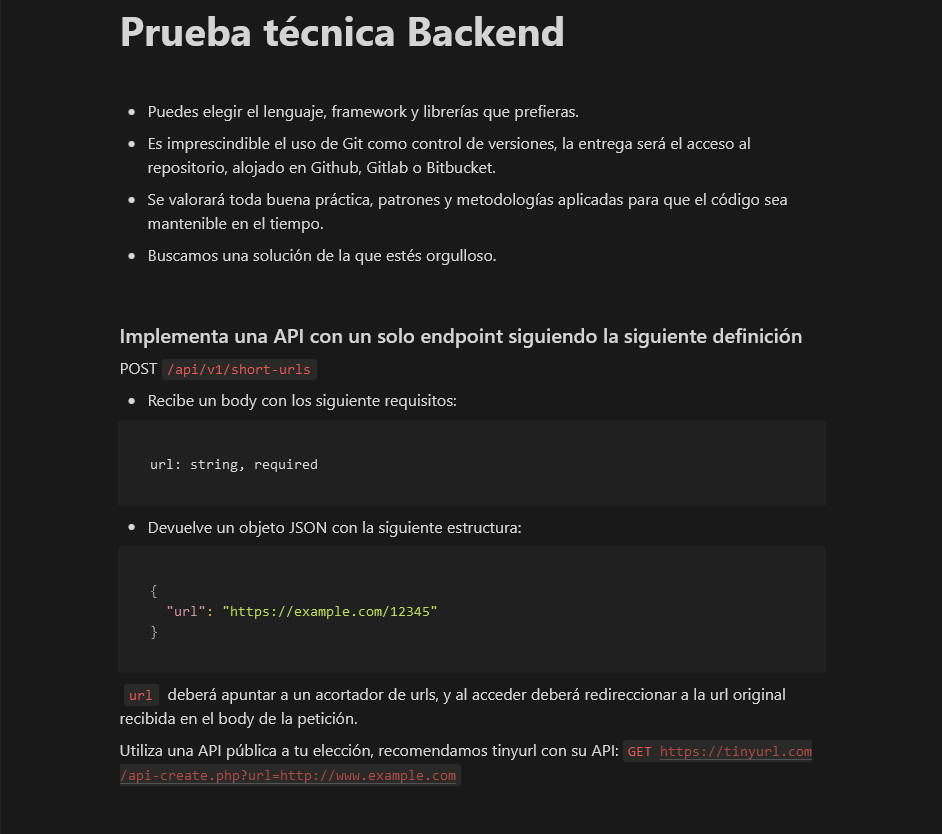 Prueba técnica Backend
• Puedes elegir el lenguaje, framework y librerías que prefieras.
• Es imprescindible el uso de Git como control de versiones, la entrega será el acceso al
repositorio, alojado en Github, Gitlab o Bitbucket.
• Se valorará toda buena práctica, patrones y metodologías aplicadas para que el código sea
mantenible en el tiempo.
• Buscamos una solución de la que estés orgulloso.
Implementa una API con un solo endpoint siguiendo la siguiente definición
POST /api/v1/short-urls
• Recibe un body con los siguiente requisitos:
url: string, required
• Devuelve un objeto JSON con la siguiente estructura:
{
"url": "https://example.com/12345"
}
url deberá apuntar a un acortador de urls, y al acceder deberá redireccionar a la url original
recibida en el body de la petición.
Utiliza una API pública a tu elección, recomendamos tinyurl con su API: GET https://tinyurl.com
/api-create.php?url=http://www.example.com